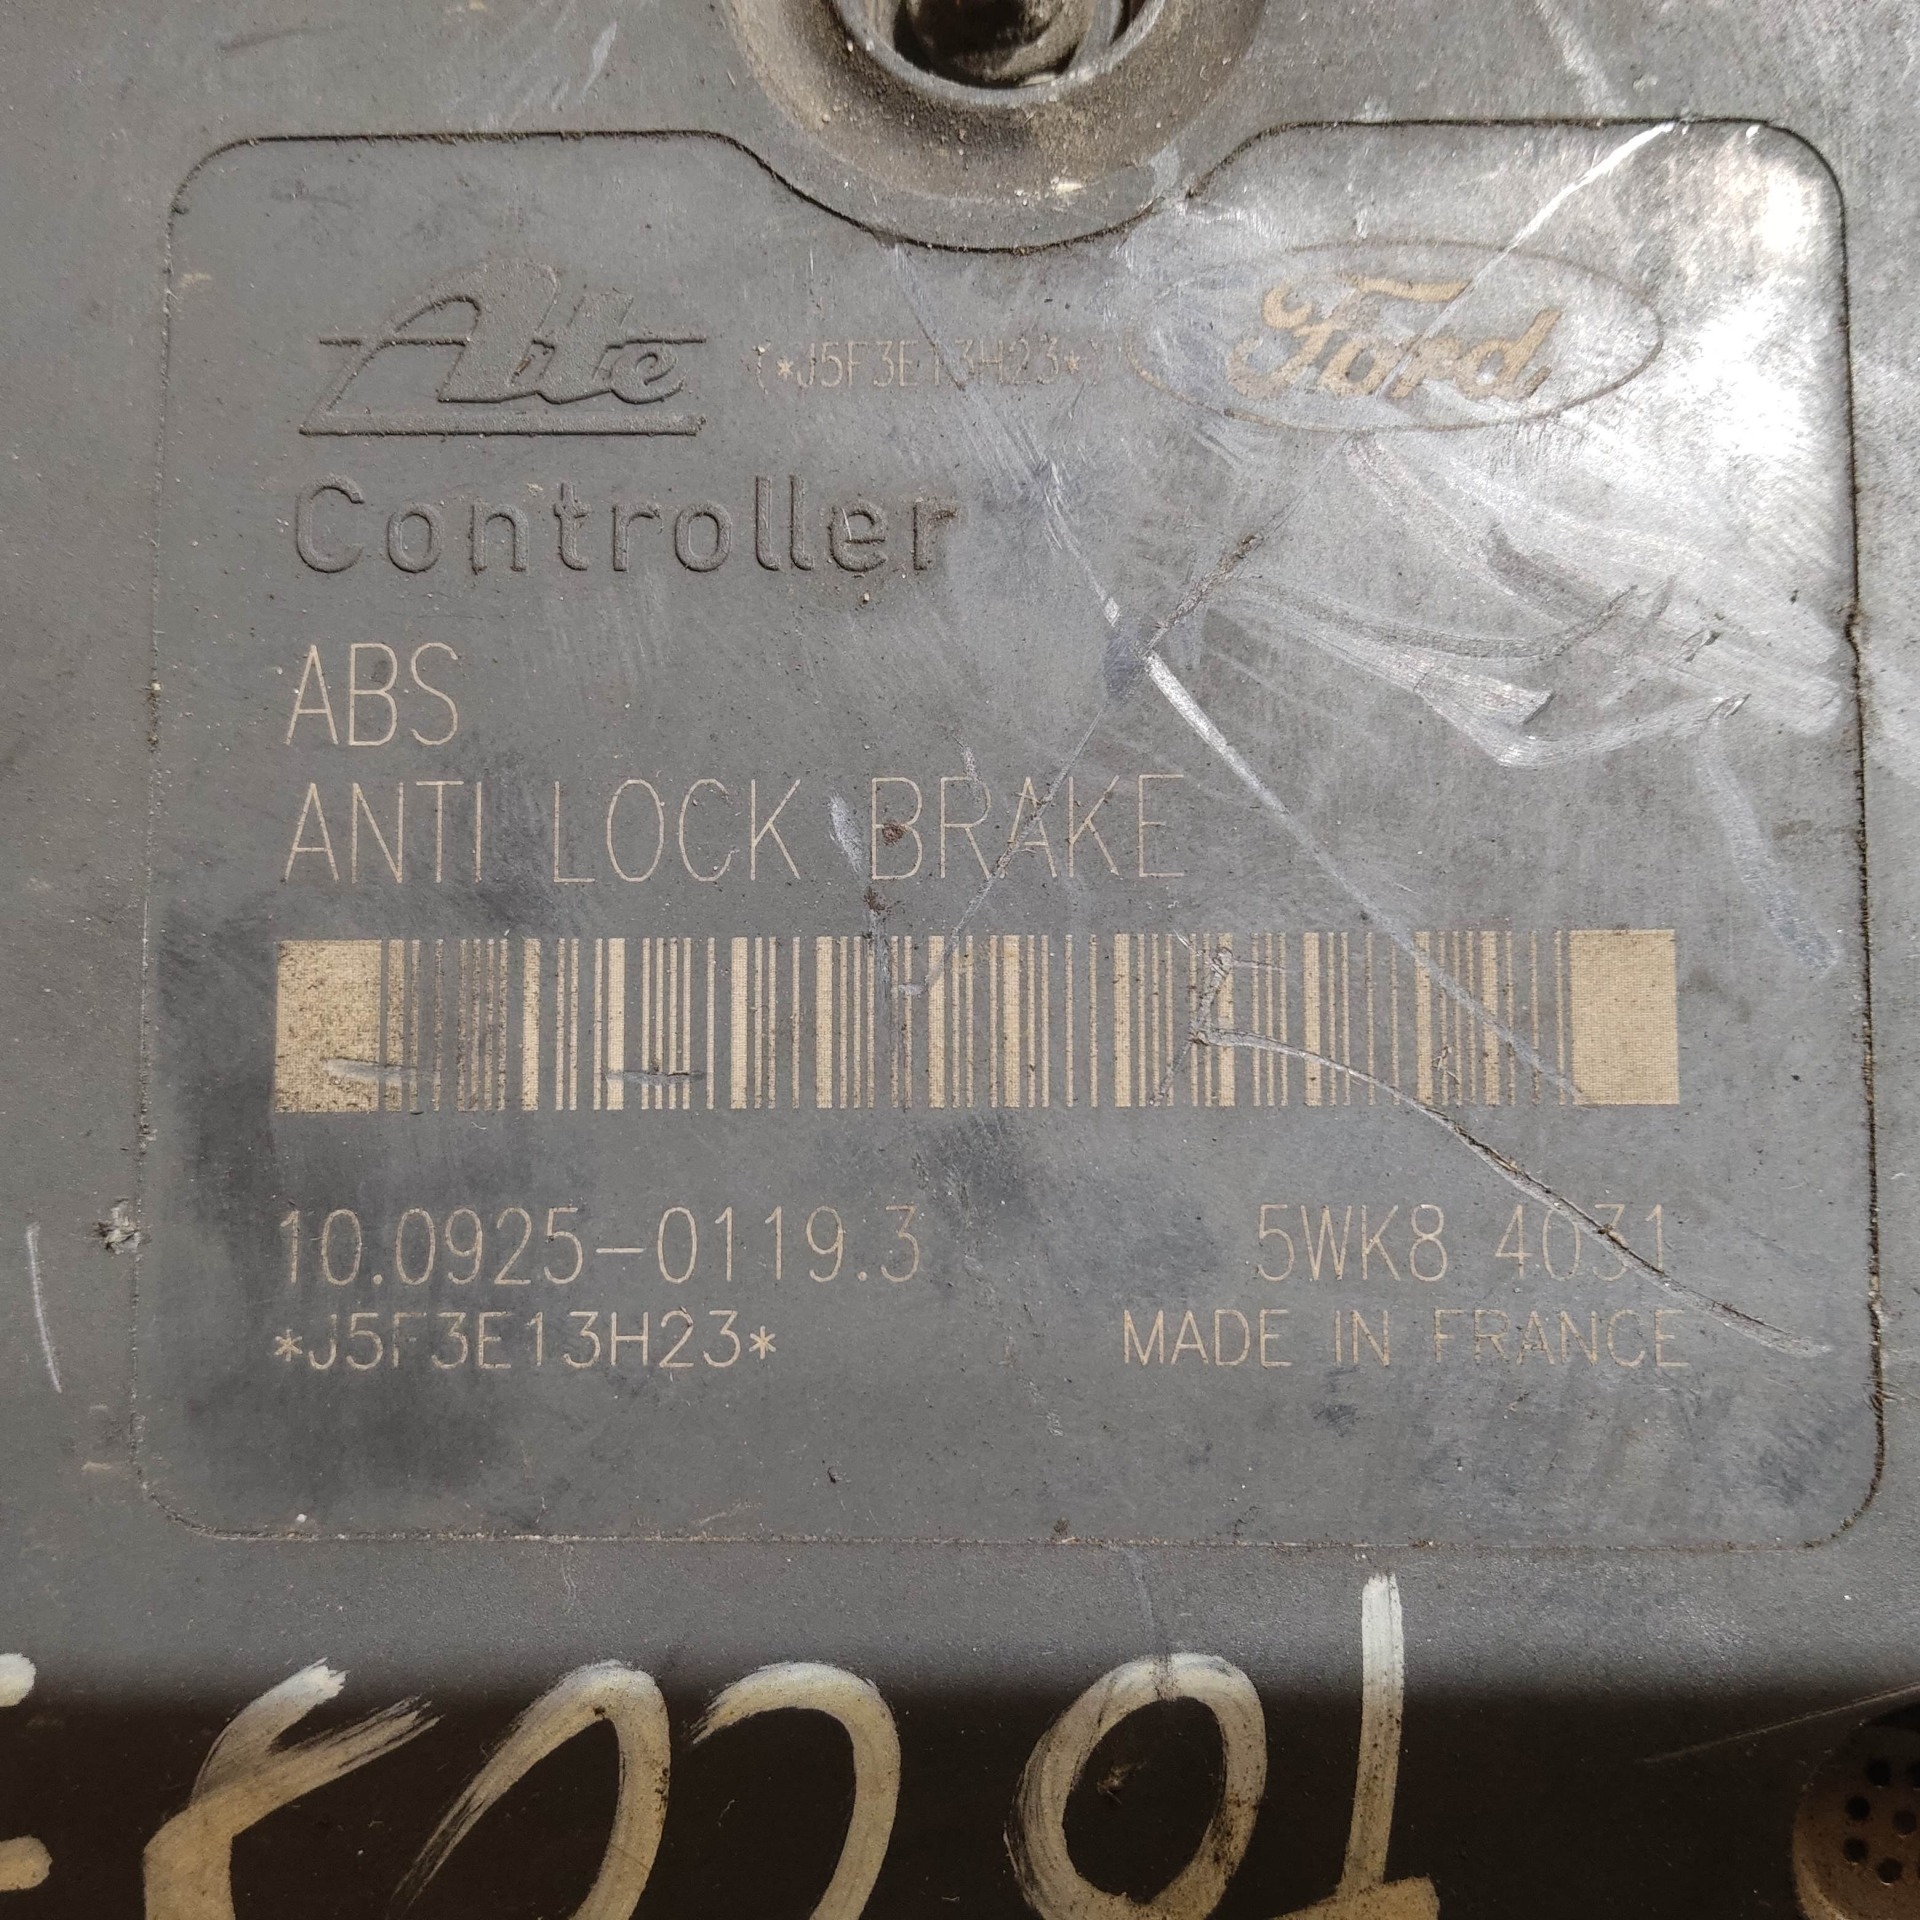 Ate (*J5F3E13H23*) Ford
Controller
ABS
ANTI LOCK BRAKE
10.0925-0119.3 5WK8 4031
*J5F3E13H23* MADE IN FRANCE